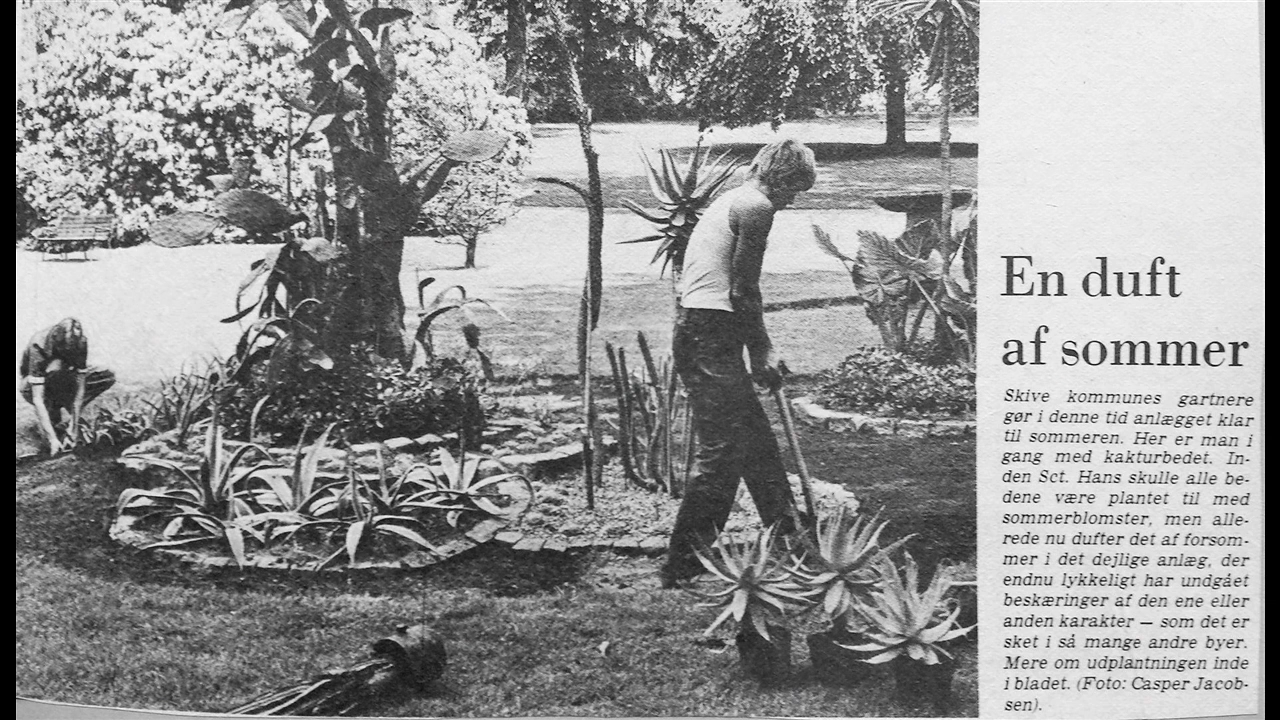 En duft
af sommer
Skive kommunes gartnere
gør i denne tid anlægget klar
til sommeren. Her er man i
gang med kakturbedet. In-
den Sct. Hans skulle alle be-
dene være plantet til med
sommerblomster, men alle-
rede nu dufter det af forsom-
mer i det dejlige anlæg, der
endnu lykkeligt har undgået
beskæringer af den ene eller
anden karakter — som det er
sket i så mange andre byer.
Mere om udplantningen inde
i bladet. (Foto: Casper Jacob-
sen).